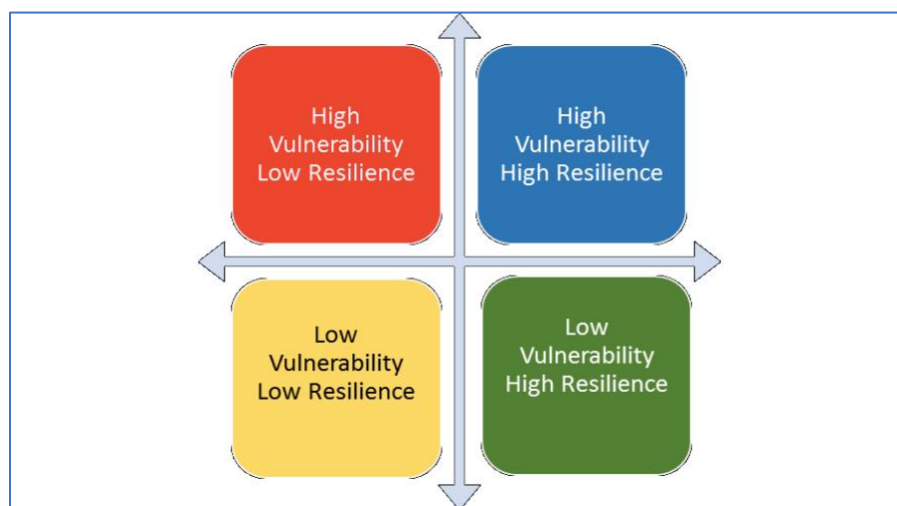 High
Vulnerability
Low Resilience
High
Vulnerability
High Resilience
Low
Vulnerability
Low Resilience
Low
Vulnerability
High Resilience